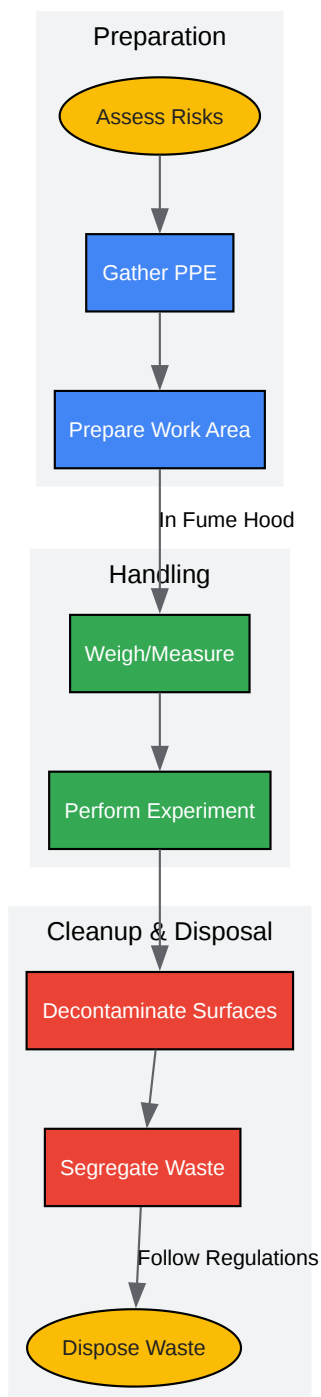 Preparation
Assess Risks
Gather PPE
Prepare Work Area
In Fume Hood
Handling
Weigh/Measure
Perform Experiment
Cleanup & Disposal
Decontaminate Surfaces
Segregate Waste
Follow Regulations
Dispose Waste